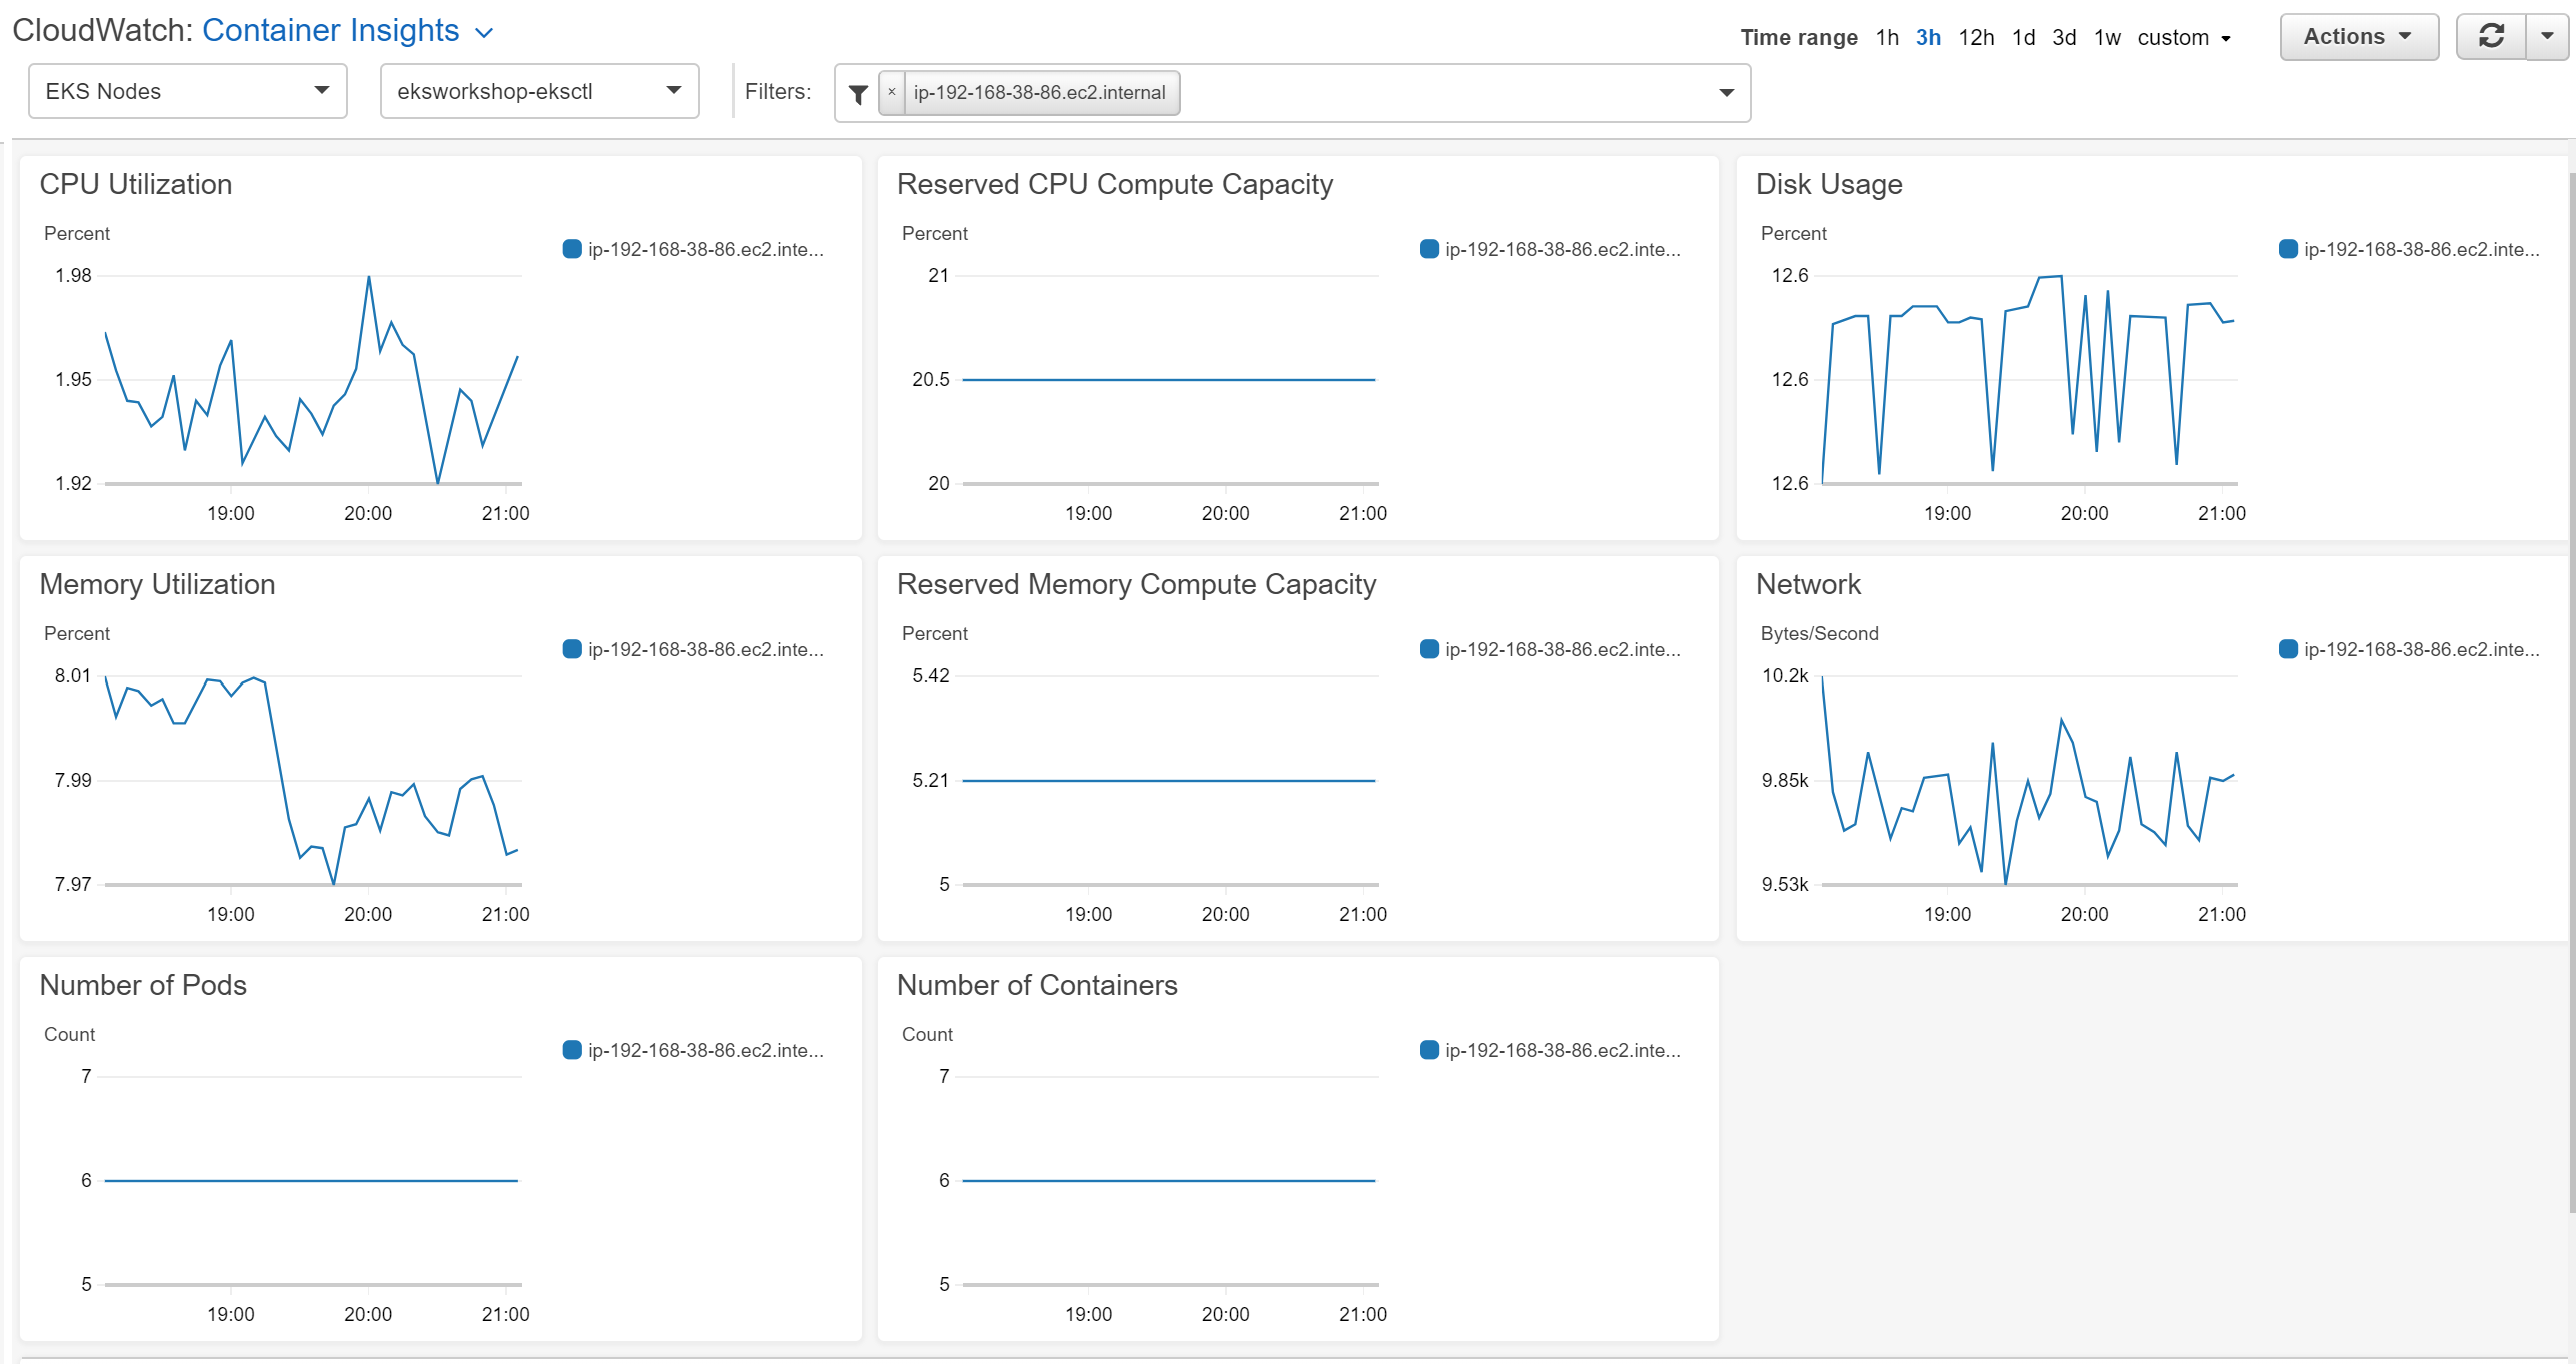 CloudWatch: Container Insights
Time range 1h 3h 12h 1d 3d 1w custom
Actions
EKS Nodes
eksworkshop-eksctl
Filters:
× ip-192-168-38-86.ec2.internal
CPU Utilization
Percent
ip-192-168-38-86.ec2.inte...
1.98
1.95
1.92
19:00 20:00 21:00
Reserved CPU Compute Capacity
Percent
ip-192-168-38-86.ec2.inte...
21
20.5
20
19:00 20:00 21:00
Disk Usage
Percent
ip-192-168-38-86.ec2.inte...
12.6
12.6
12.6
19:00 20:00 21:00
Memory Utilization
Percent
ip-192-168-38-86.ec2.inte...
8.01
7.99
7.97
19:00 20:00 21:00
Reserved Memory Compute Capacity
Percent
ip-192-168-38-86.ec2.inte...
5.42
5.21
5
19:00 20:00 21:00
Network
Bytes/Second
ip-192-168-38-86.ec2.inte...
10.2k
9.85k
9.53k
19:00 20:00 21:00
Number of Pods
Count
ip-192-168-38-86.ec2.inte...
7
6
5
19:00 20:00 21:00
Number of Containers
Count
ip-192-168-38-86.ec2.inte...
7
6
5
19:00 20:00 21:00